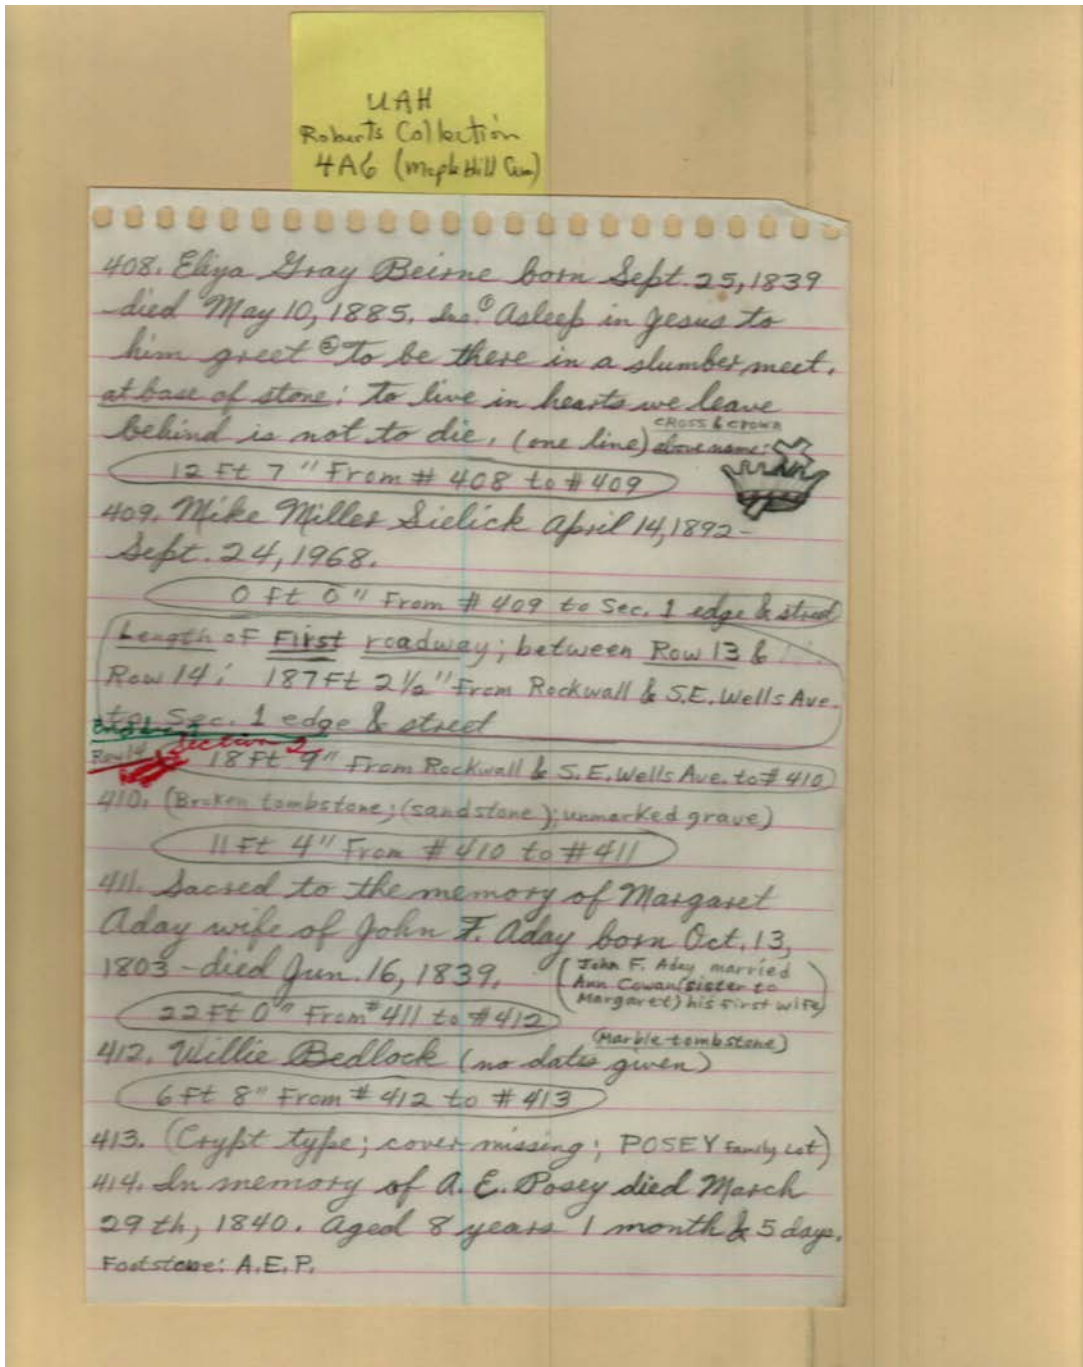 UAH
Roberts Collection
4A6 (Maple Hill Cem)
408. Eliza Gray Beirne born Sept. 25, 1839
died May 10, 1885. Ins. ① Asleep in Jesus to
him greet ② To be there in a slumber, meet.
at base of stone: To live in hearts we leave
behind is not to die. (one line) cross & crown above name:
12 Ft 7" From # 408 to # 409
409. Mike Miller Sielick April 14, 1892 -
Sept. 24, 1968.
0 Ft 0" From # 409 to Sec. 1 edge & street
Length of First roadway; between Row 13 &
Row 14: 187 Ft 2 1/2" From Rockwall & S.E. Wells Ave.
to Sec. 1 edge & street
Section 2
Row 14
18 Ft 9" From Rockwall & S.E. Wells Ave. to # 410
410. (Broken tombstone; (sandstone); unmarked grave)
11 Ft 4" From # 410 to # 411
411. Sacred to the memory of Margaret
Aday wife of John F. Aday born Oct. 13,
1803 - died Jun. 16, 1839.
(John F. Aday married
Ann Cowan (sister to
Margaret) his first wife)
22 Ft 0" From # 411 to # 412
(Marble tombstone)
412. Willie Bedlock (no dates given)
6 Ft 8" From # 412 to # 413
413. (Crypt type; cover missing; POSEY Family Lot)
414. In memory of A. E. Posey died March
29th, 1840. Aged 8 years 1 month & 5 days.
Footstone: A.E.P.